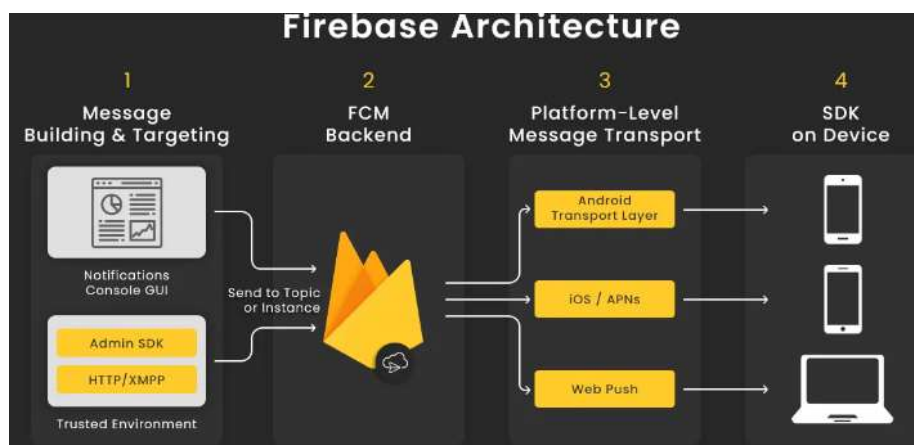 Firebase Architecture
1
Message
Building & Targeting
2
FCM
Backend
3
Platform-Level
Message Transport
4
SDK
on Device
Notifications
Console GUI
Admin SDK
HTTP/XMPP
Trusted Environment
Send to Topic
or Instance
Android
Transport Layer
iOS / APNs
Web Push